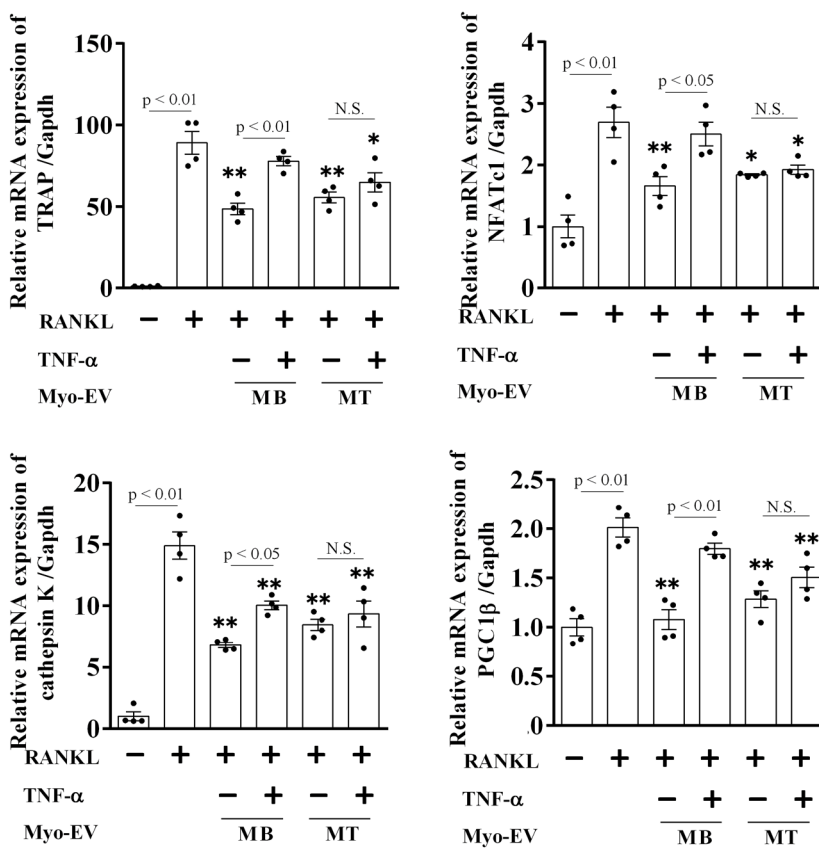 Relative mRNA expression of
TRAP /Gapdh
150
100
50
0
p < 0.01
**
p < 0.01
**
N.S.
*
RANKL − + + + + +
TNF-α − + − +
Myo-EV MB MT
Relative mRNA expression of
NFATc1 /Gapdh
4
3
2
1
0
p < 0.01
**
p < 0.05
*
N.S.
*
RANKL − + + + + +
TNF-α − + − +
Myo-EV MB MT
Relative mRNA expression of
cathepsin K /Gapdh
20
15
10
5
0
p < 0.01
**
p < 0.05
**
**
N.S.
**
RANKL − + + + + +
TNF-α − + − +
Myo-EV MB MT
Relative mRNA expression of
PGC1β /Gapdh
2.5
2.0
1.5
1.0
0.5
0.0
p < 0.01
**
p < 0.01
**
N.S.
**
RANKL − + + + + +
TNF-α − + − +
Myo-EV MB MT